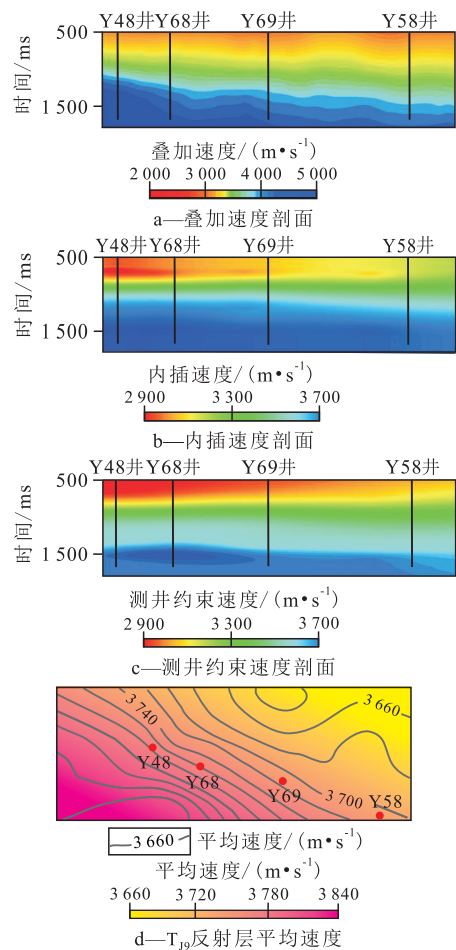 Y48井 Y68井 Y69井 Y58井
500
时间/ms
1 500
叠加速度/(m•s⁻¹)
2 000 3 000 4 000 5 000
a—叠加速度剖面
Y48井 Y68井 Y69井 Y58井
500
时间/ms
1 500
内插速度/(m•s⁻¹)
2 900 3 300 3 700
b—内插速度剖面
Y48井 Y68井 Y69井 Y58井
500
时间/ms
1 500
测井约束速度/(m•s⁻¹)
2 900 3 300 3 700
c—测井约束速度剖面
3 740
3 660
Y48
Y68
Y69
3 700
Y58
3 660 平均速度/(m•s⁻¹)
平均速度/(m•s⁻¹)
3 660 3 720 3 780 3 840
d—TJ9反射层平均速度